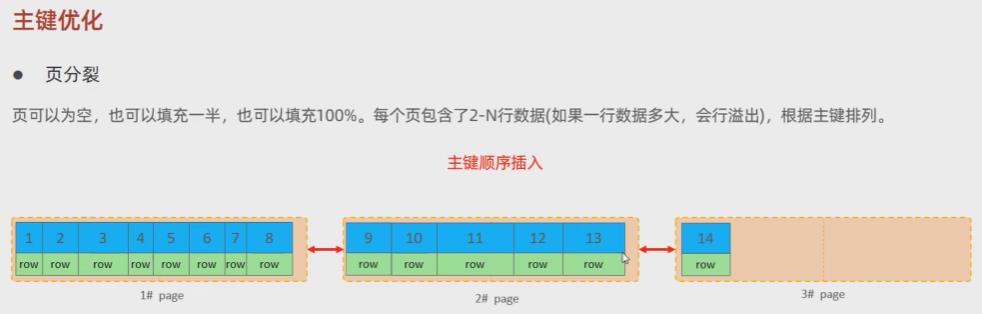 主键优化
● 页分裂
页可以为空，也可以填充一半，也可以填充100%。每个页包含了2-N行数据(如果一行数据多大，会行溢出)，根据主键排列。
主键顺序插入
1 2 3 4 5 6 7 8 9 10 11 12 13 14
row row row row row row row row row row row row row row
1# page 2# page 3# page